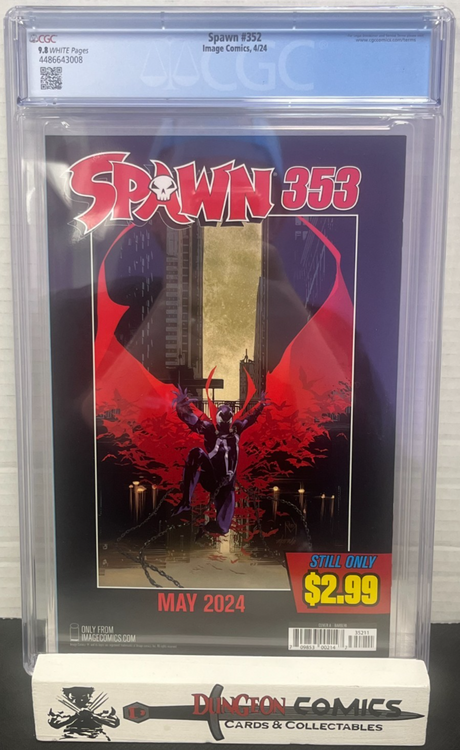 CGC
Spawn #352
9.8 WHITE Pages
Image Comics, 4/24
4486643008
CGC
SPAWN 353
STILL ONLY
$2.99
MAY 2024
ONLY FROM
IMAGECOMICS.COM
35211
DUNGEON COMICS
CARDS & COLLECTABLES